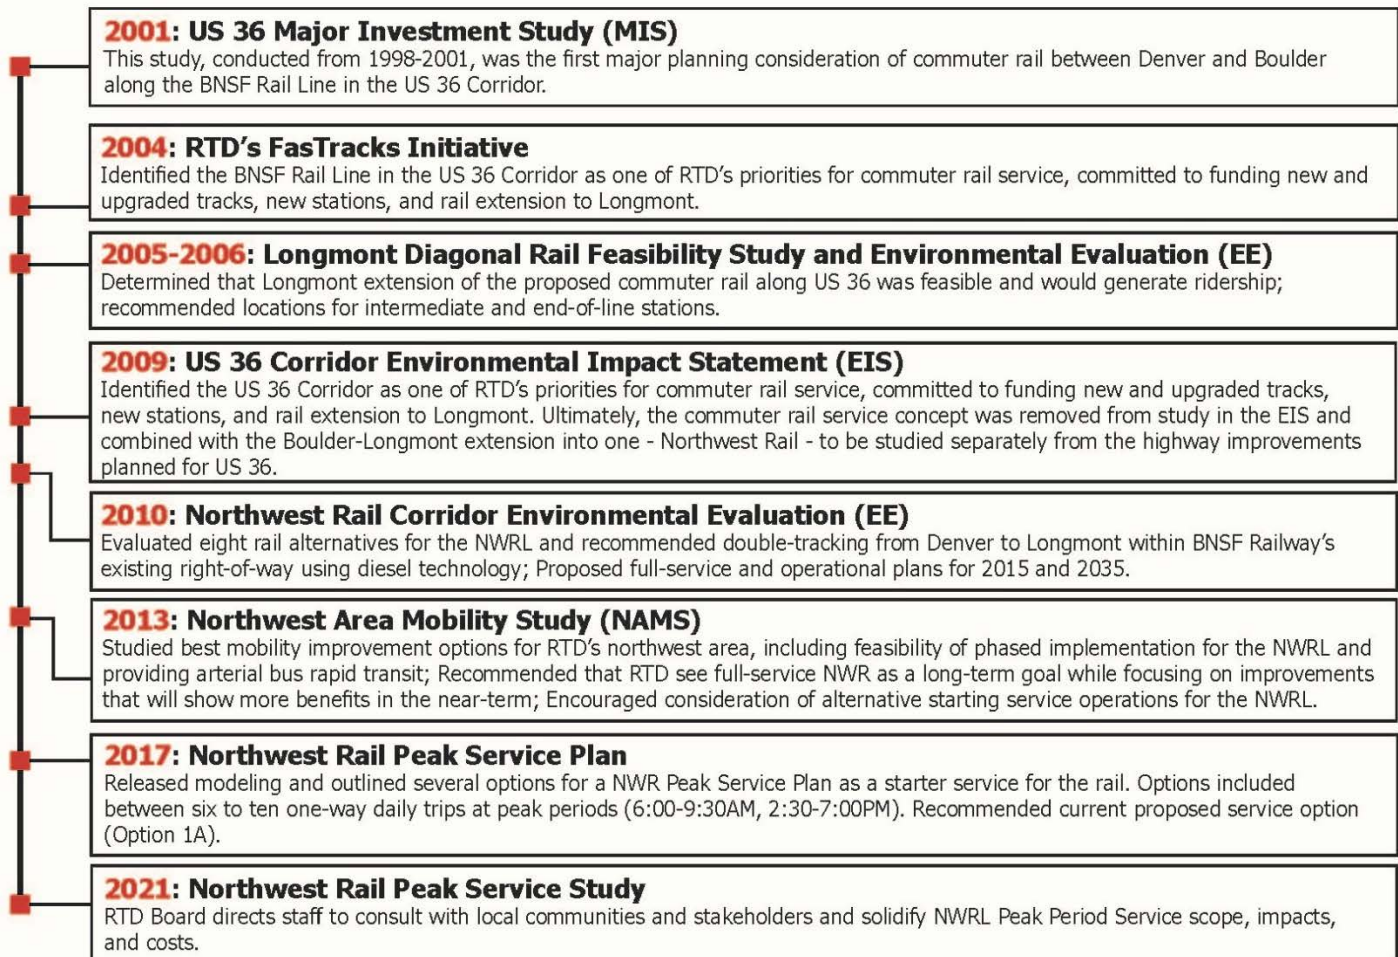 2001: US 36 Major Investment Study (MIS)
This study, conducted from 1998-2001, was the first major planning consideration of commuter rail between Denver and Boulder
along the BNSF Rail Line in the US 36 Corridor.
2004: RTD's FasTracks Initiative
Identified the BNSF Rail Line in the US 36 Corridor as one of RTD's priorities for commuter rail service, committed to funding new and
upgraded tracks, new stations, and rail extension to Longmont.
2005-2006: Longmont Diagonal Rail Feasibility Study and Environmental Evaluation (EE)
Determined that Longmont extension of the proposed commuter rail along US 36 was feasible and would generate ridership;
recommended locations for intermediate and end-of-line stations.
2009: US 36 Corridor Environmental Impact Statement (EIS)
Identified the US 36 Corridor as one of RTD's priorities for commuter rail service, committed to funding new and upgraded tracks,
new stations, and rail extension to Longmont. Ultimately, the commuter rail service concept was removed from study in the EIS and
combined with the Boulder-Longmont extension into one - Northwest Rail - to be studied separately from the highway improvements
planned for US 36.
2010: Northwest Rail Corridor Environmental Evaluation (EE)
Evaluated eight rail alternatives for the NWRL and recommended double-tracking from Denver to Longmont within BNSF Railway's
existing right-of-way using diesel technology; Proposed full-service and operational plans for 2015 and 2035.
2013: Northwest Area Mobility Study (NAMS)
Studied best mobility improvement options for RTD's northwest area, including feasibility of phased implementation for the NWRL and
providing arterial bus rapid transit; Recommended that RTD see full-service NWR as a long-term goal while focusing on improvements
that will show more benefits in the near-term; Encouraged consideration of alternative starting service operations for the NWRL.
2017: Northwest Rail Peak Service Plan
Released modeling and outlined several options for a NWR Peak Service Plan as a starter service for the rail. Options included
between six to ten one-way daily trips at peak periods (6:00-9:30AM, 2:30-7:00PM). Recommended current proposed service option
(Option 1A).
2021: Northwest Rail Peak Service Study
RTD Board directs staff to consult with local communities and stakeholders and solidify NWRL Peak Period Service scope, impacts,
and costs.